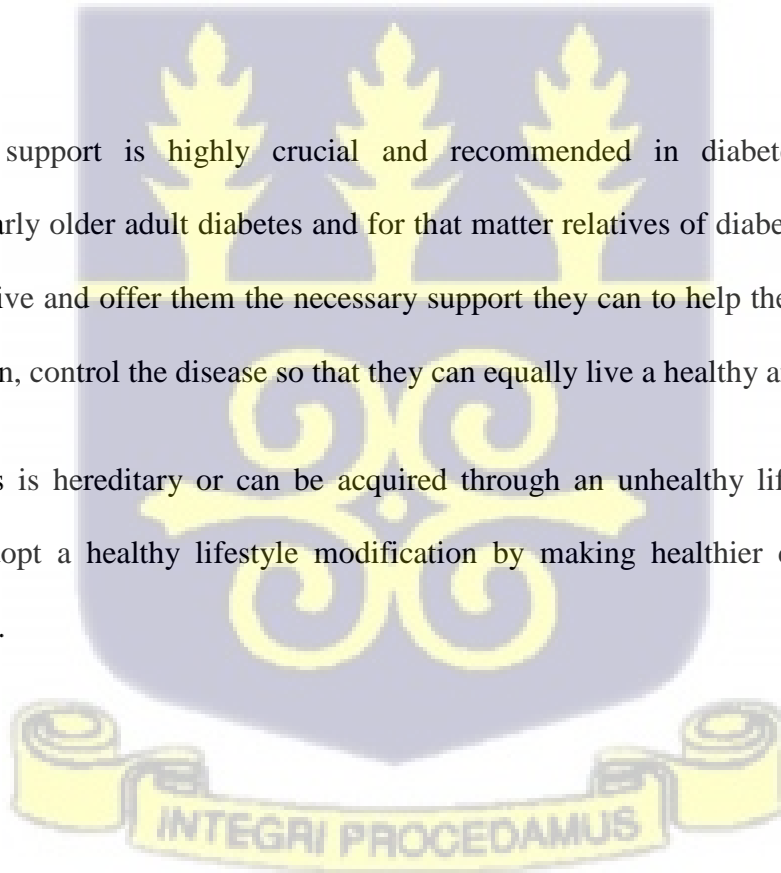 support is highly crucial and recommended in diabet
arly older adult diabetes and for that matter relatives of diabe
ive and offer them the necessary support they can to help the
n, control the disease so that they can equally live a healthy a
s is hereditary or can be acquired through an unhealthy lif
dopt a healthy lifestyle modification by making healthier
.
INTEGRI PROCEDAMUS